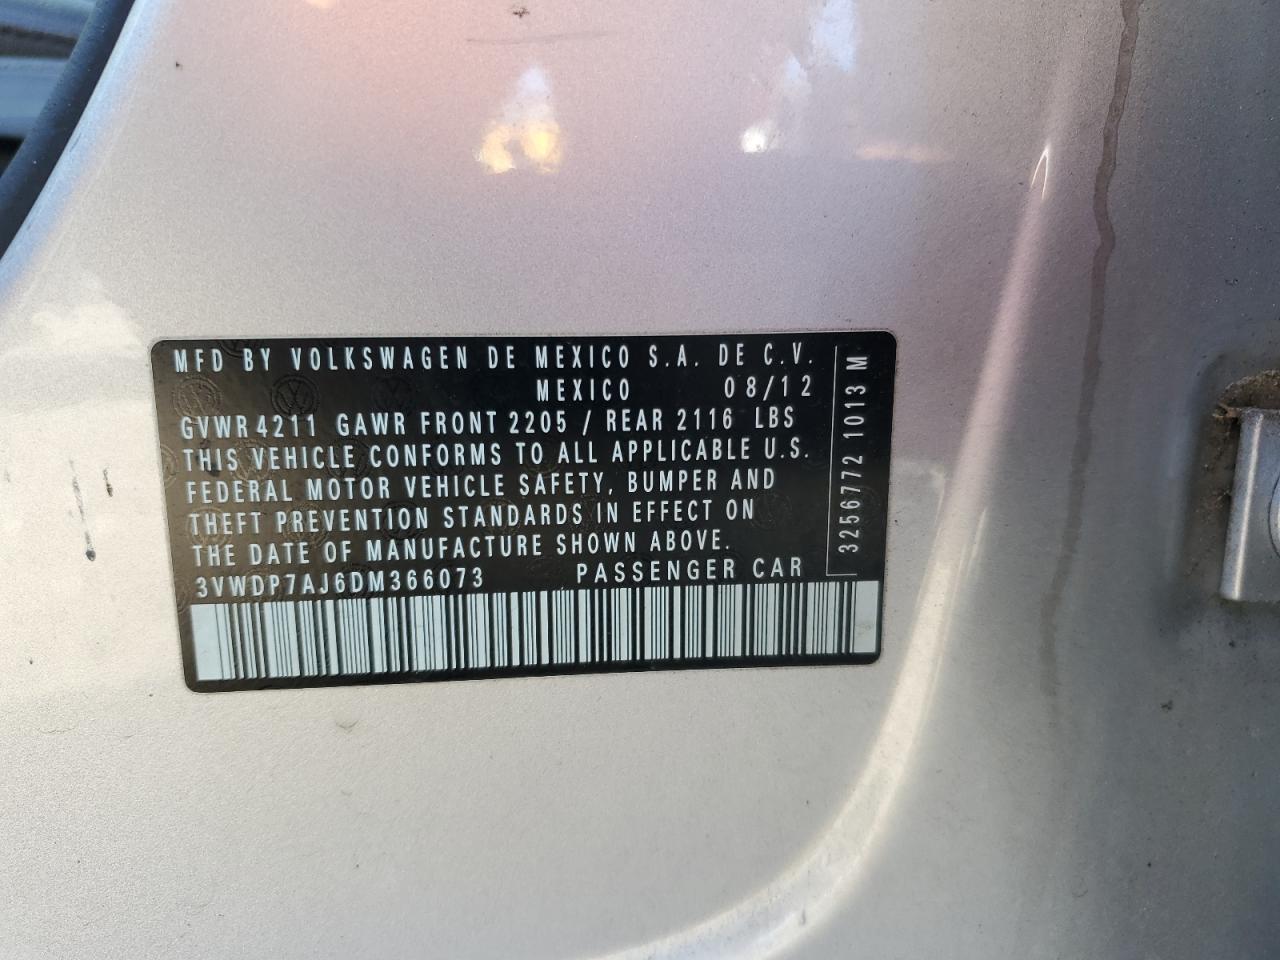 MFD BY VOLKSWAGEN DE MEXICO S.A. DE C.V.
MEXICO 08/12
GVWR 4211 GAWR FRONT 2205 / REAR 2116 LBS
THIS VEHICLE CONFORMS TO ALL APPLICABLE U.S.
FEDERAL MOTOR VEHICLE SAFETY, BUMPER AND
THEFT PREVENTION STANDARDS IN EFFECT ON
THE DATE OF MANUFACTURE SHOWN ABOVE.
3VWDP7AJ6DM366073 PASSENGER CAR
3256772 1013 M